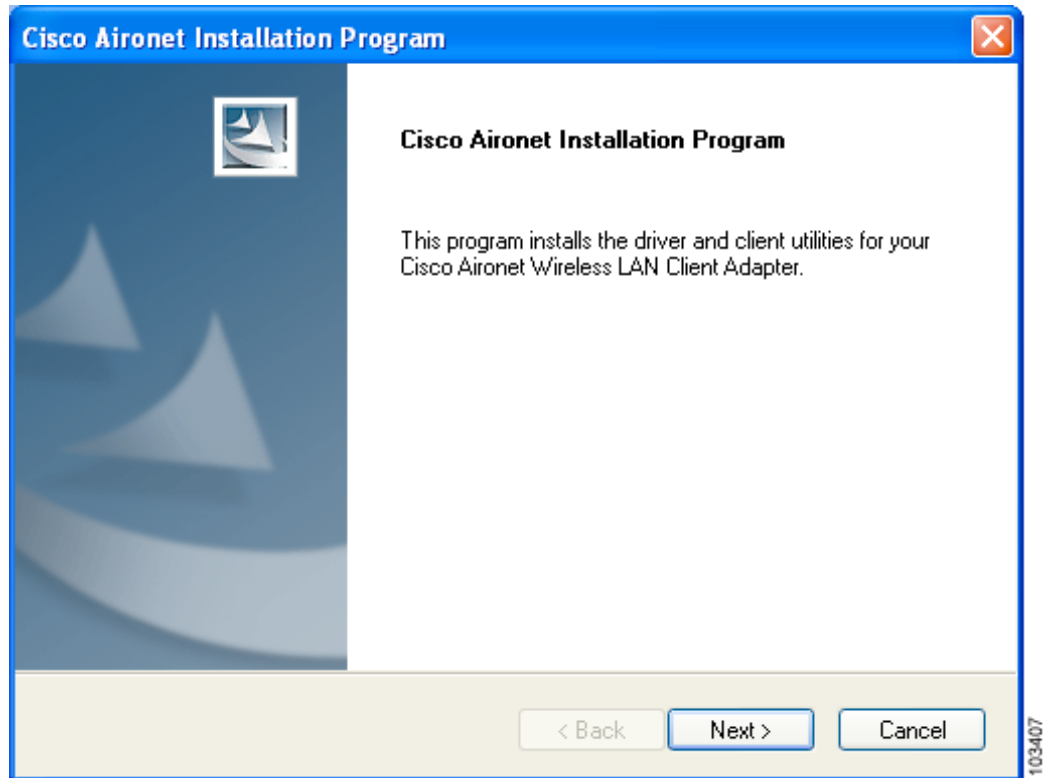 Cisco Aironet Installation Program
Cisco Aironet Installation Program
This program installs the driver and client utilities for your
Cisco Aironet Wireless LAN Client Adapter.
< Back
Next >
Cancel
103407